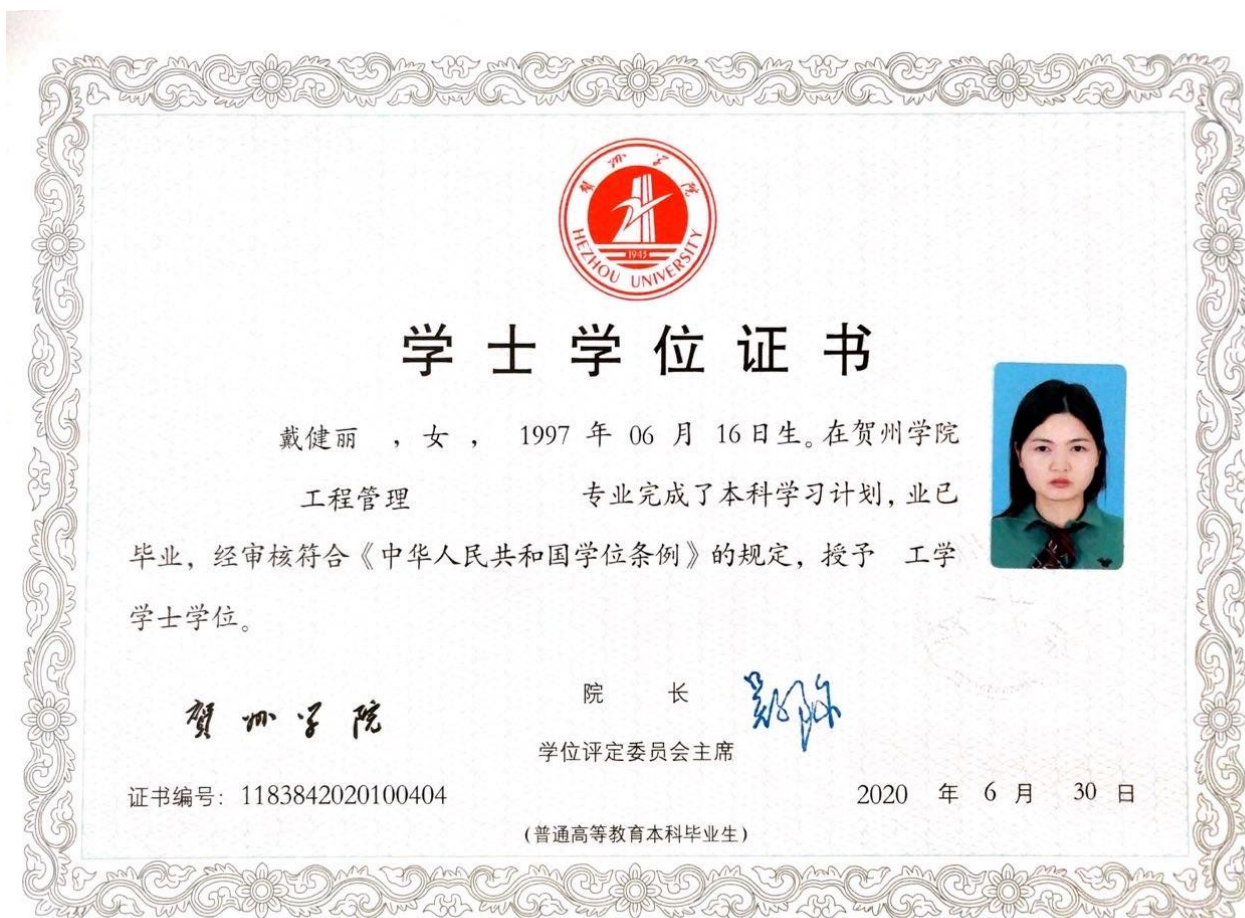 贺州学院
HEZHOU UNIVERSITY
1943
学士学位证书
戴健丽 ，女， 1997 年 06 月 16日生。在贺州学院
工程管理 专业完成了本科学习计划，业已
毕业，经审核符合《中华人民共和国学位条例》的规定，授予 工学
学士学位。
賀州学院
院 长
学位评定委员会主席
证书编号：1183842020100404
2020 年 6 月 30 日
(普通高等教育本科毕业生)